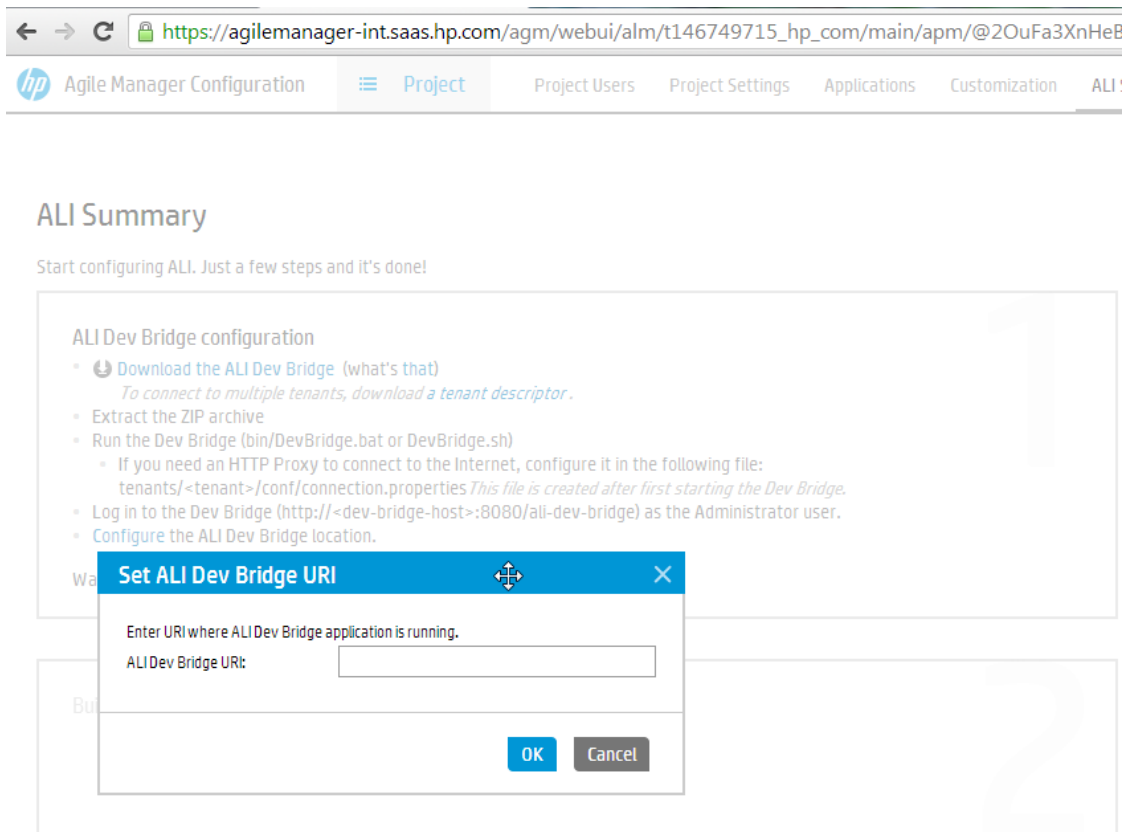 https://agilemanager-int.saas.hp.com/agm/webui/alm/t146749715_hp_com/main/apm/@2OuFa3XnHeB
hp Agile Manager Configuration Project Project Users Project Settings Applications Customization ALI
ALI Summary
Start configuring ALI. Just a few steps and it's done!
1
ALI Dev Bridge configuration
Download the ALI Dev Bridge (what's that)
To connect to multiple tenants, download a tenant descriptor .
Extract the ZIP archive
Run the Dev Bridge (bin/DevBridge.bat or DevBridge.sh)
If you need an HTTP Proxy to connect to the Internet, configure it in the following file:
tenants/<tenant>/conf/connection.properties This file is created after first starting the Dev Bridge.
Log in to the Dev Bridge (http://<dev-bridge-host>:8080/ali-dev-bridge) as the Administrator user.
Configure the ALI Dev Bridge location.
Wa
Set ALI Dev Bridge URI
Enter URI where ALI Dev Bridge application is running.
ALI Dev Bridge URI:
2
Bui
OK Cancel